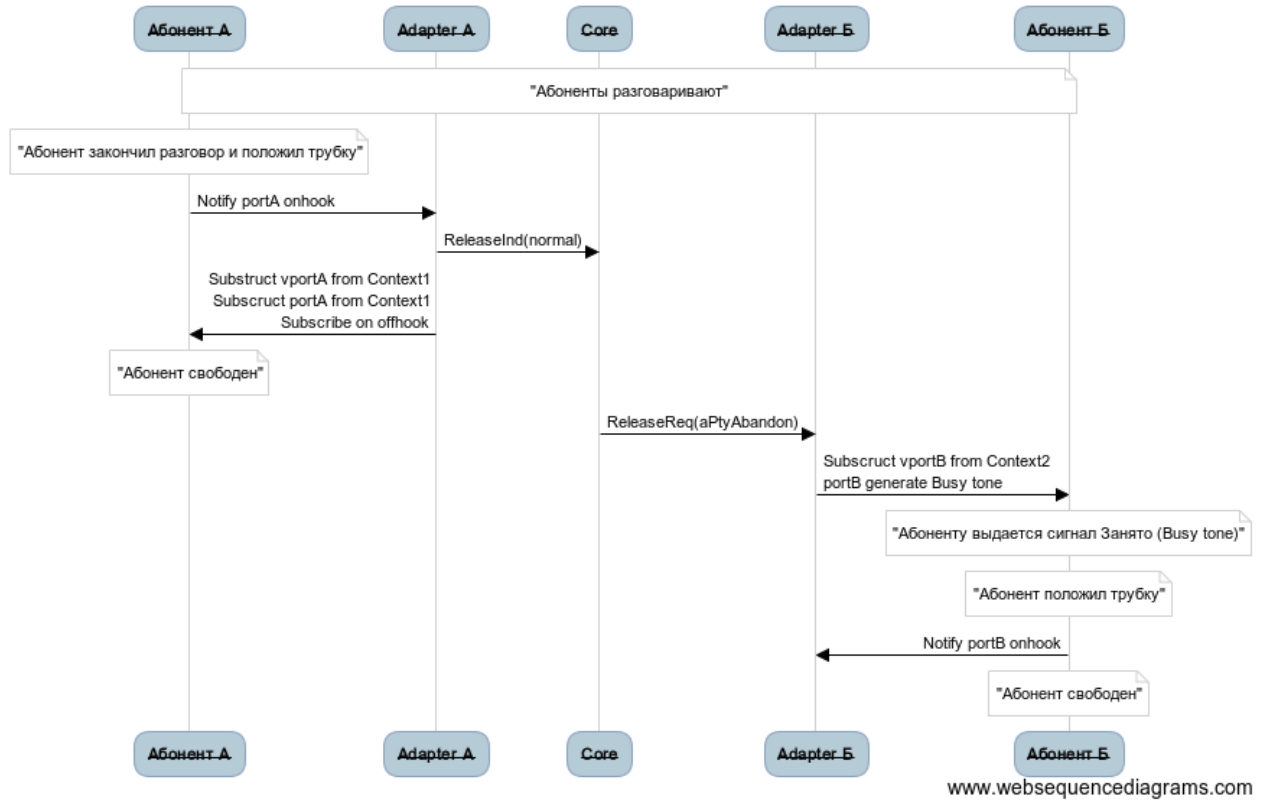 Абонент А
Adapter А
Core
Adapter Б
Абонент Б
"Абоненты разговаривают"
"Абонент закончил разговор и положил трубку"
Notify portA onhook
ReleaseInd(normal)
Substruct vportA from Context1
Subscruct portA from Context1
Subscribe on offhook
"Абонент свободен"
ReleaseReq(aPtyAbandon)
Subscruct vportB from Context2
portB generate Busy tone
"Абоненту выдается сигнал Занято (Busy tone)"
"Абонент положил трубку"
Notify portB onhook
"Абонент свободен"
Абонент А
Adapter А
Core
Adapter Б
Абонент Б
www.websequencediagrams.com